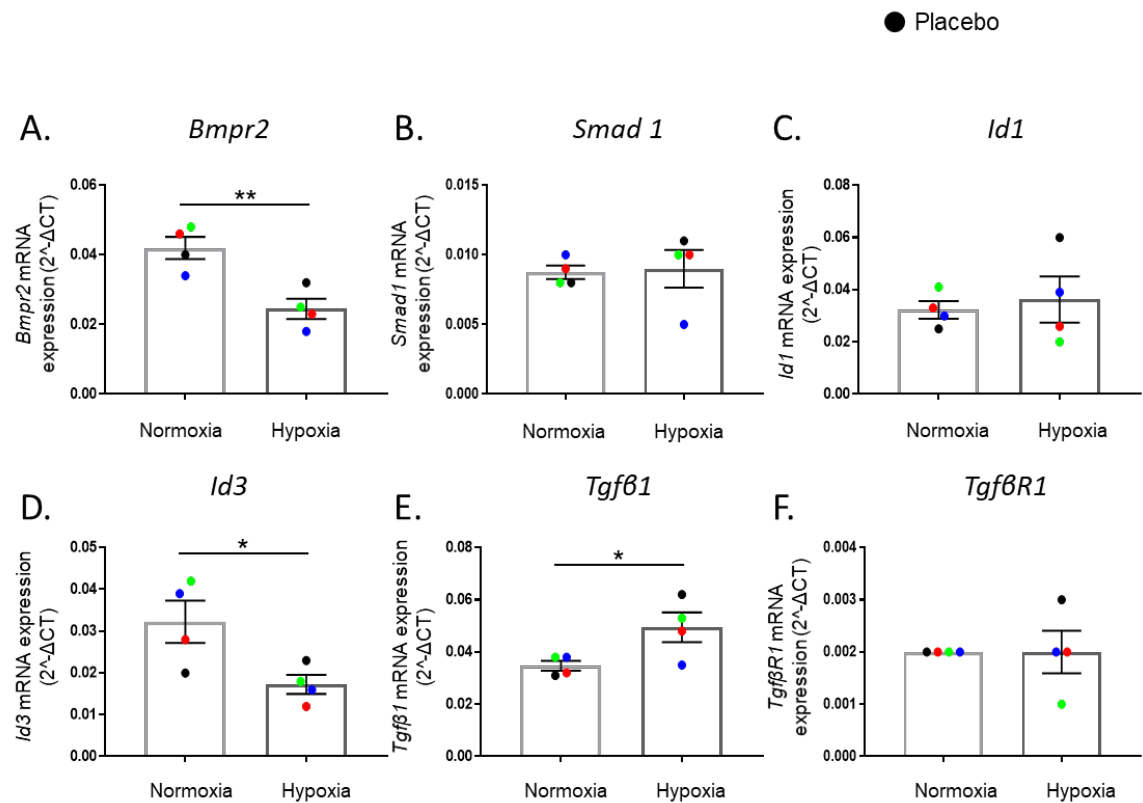 Placebo
A. Bmpr2
Bmpr2 mRNA
expression (2^-ΔCT)
0.06
0.04
0.02
0.00
**
Normoxia Hypoxia
B. Smad 1
Smad1 mRNA
expression (2^-ΔCT)
0.015
0.010
0.005
0.000
Normoxia Hypoxia
C. Id1
Id1 mRNA expression
(2^-ΔCT)
0.08
0.06
0.04
0.02
0.00
Normoxia Hypoxia
D. Id3
Id3 mRNA expression
(2^-ΔCT)
0.05
0.04
0.03
0.02
0.01
0.00
*
Normoxia Hypoxia
E. Tgfβ1
Tgfβ1 mRNA expression
(2^-ΔCT)
0.08
0.06
0.04
0.02
0.00
*
Normoxia Hypoxia
F. TgfβR1
TgfβR1 mRNA
expression (2^-ΔCT)
0.004
0.003
0.002
0.001
0.000
Normoxia Hypoxia